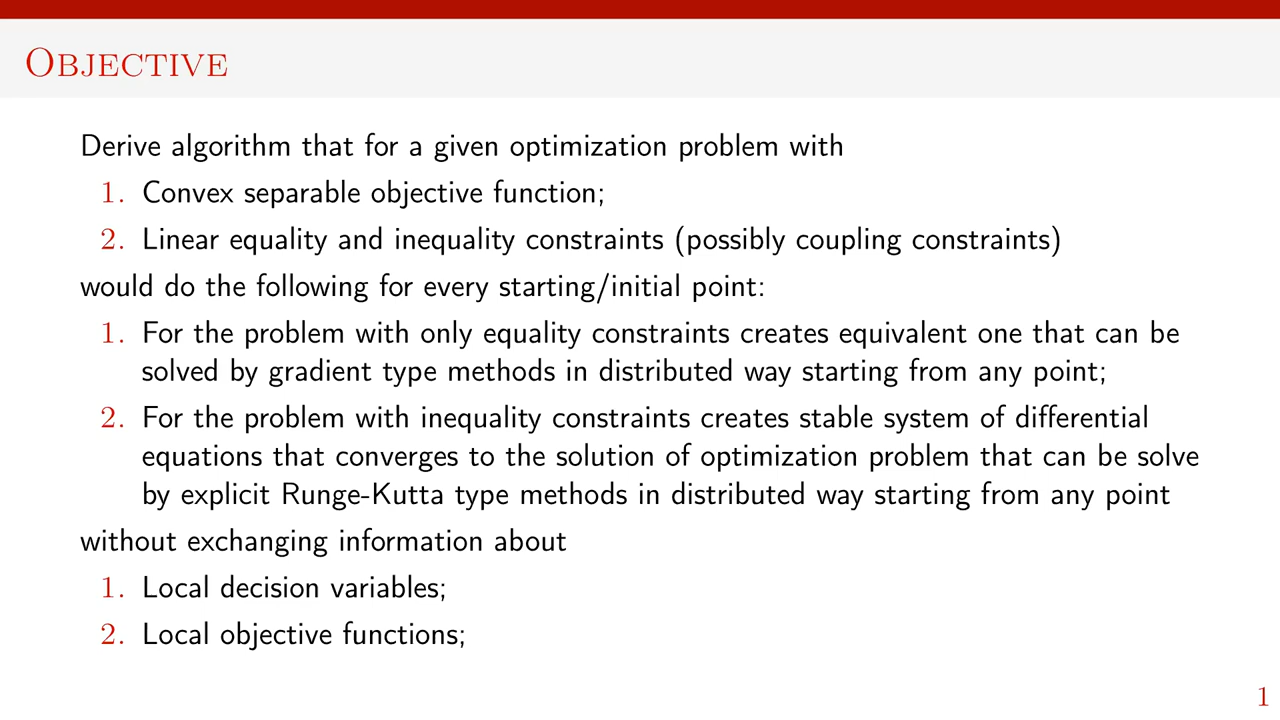 Objective
Derive algorithm that for a given optimization problem with
1. Convex separable objective function;
2. Linear equality and inequality constraints (possibly coupling constraints)
would do the following for every starting/initial point:
1. For the problem with only equality constraints creates equivalent one that can be
solved by gradient type methods in distributed way starting from any point;
2. For the problem with inequality constraints creates stable system of differential
equations that converges to the solution of optimization problem that can be solve
by explicit Runge-Kutta type methods in distributed way starting from any point
without exchanging information about
1. Local decision variables;
2. Local objective functions;
1